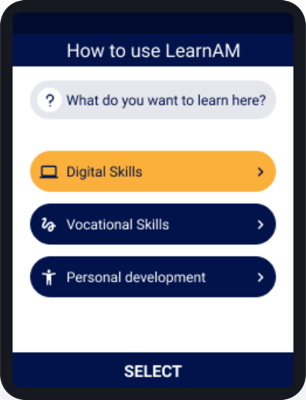 How to use LearnAM
? What do you want to learn here?
Digital Skills
Vocational Skills
Personal development
SELECT